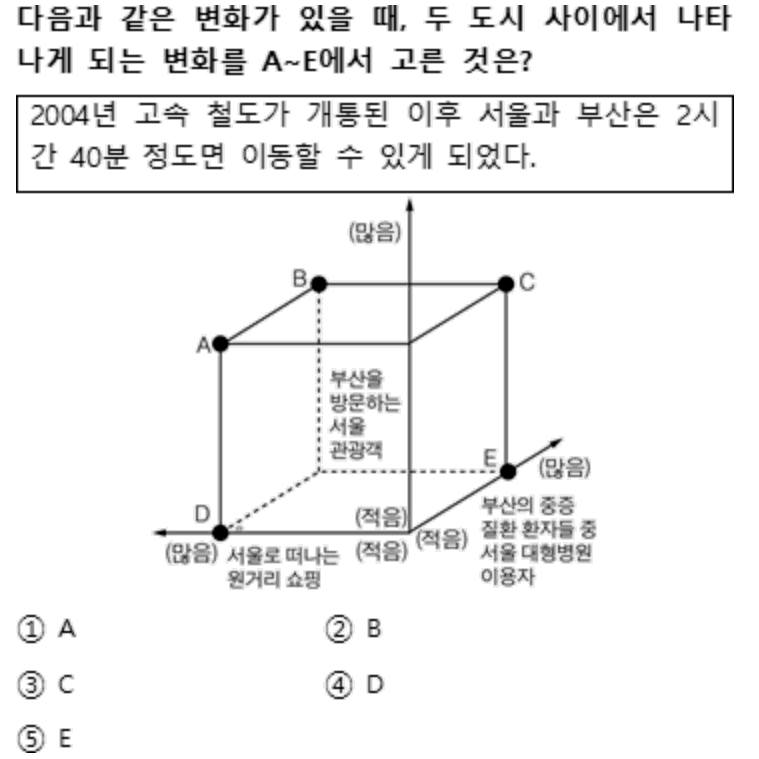 다음과 같은 변화가 있을 때, 두 도시 사이에서 나타
나게 되는 변화를 A~E에서 고른 것은?
2004년 고속 철도가 개통된 이후 서울과 부산은 2시
간 40분 정도면 이동할 수 있게 되었다.
(많음)
B
C
A
부산을
방문하는
서울
관광객
E
(많음)
D
(적음)
부산의 중증
질환 환자들 중
서울 대형병원
이용자
(많음)
서울로 떠나는
원거리 쇼핑
(적음)
(적음)
① A
② B
③ C
④ D
⑤ E